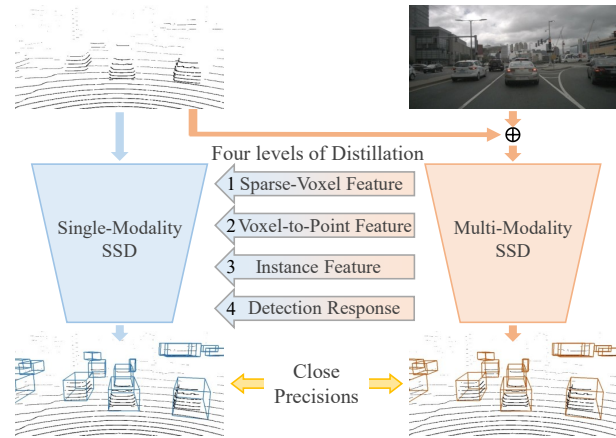 Four levels of Distillation
1 Sparse-Voxel Feature
2 Voxel-to-Point Feature
3 Instance Feature
4 Detection Response
Single-Modality
SSD
Multi-Modality
SSD
Close
Precisions